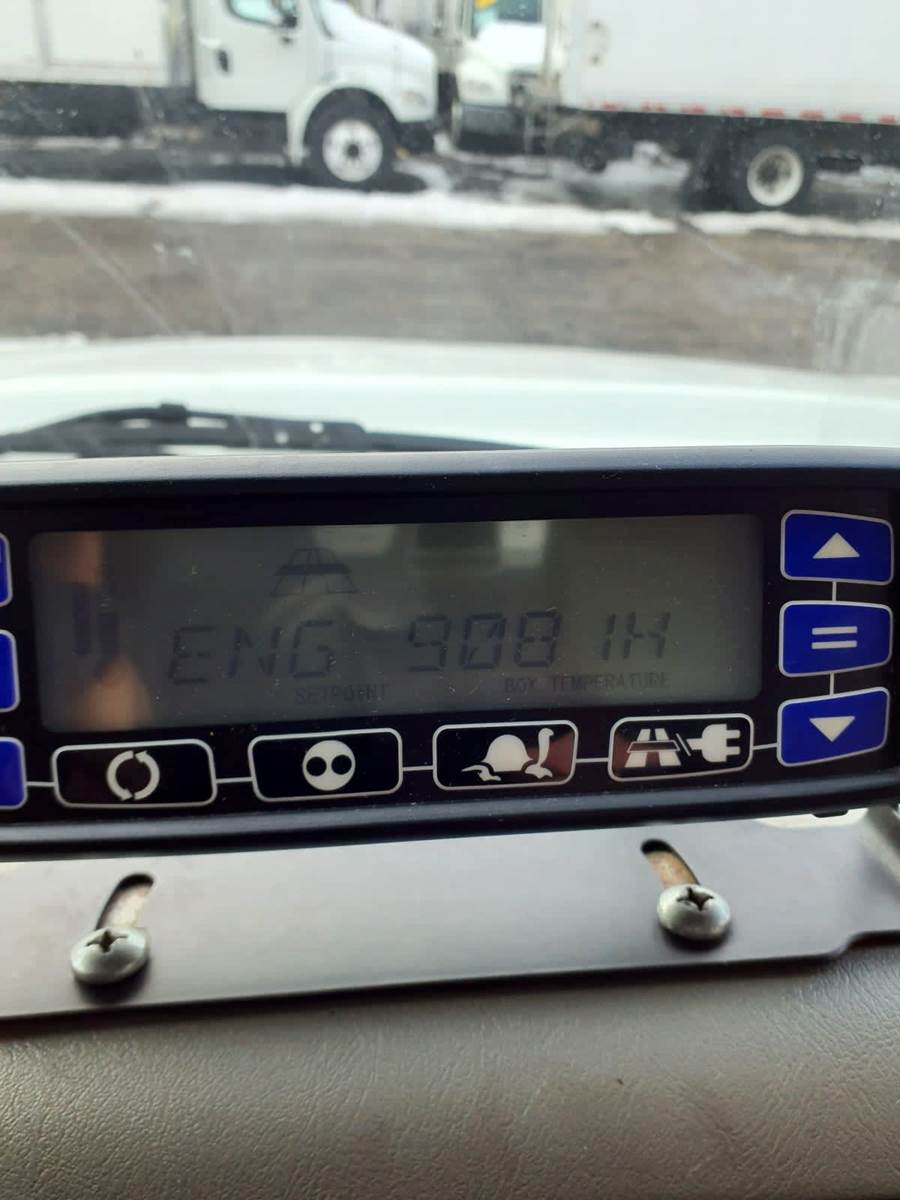 ENG 9081H
SETPOINT BOX TEMPERATURE